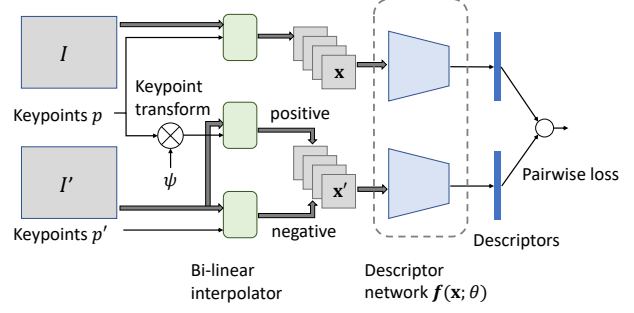 I
x
Keypoint
transform
Keypoints p
positive
ψ
I'
x'
Pairwise loss
Keypoints p'
negative
Descriptors
Bi-linear
interpolator
Descriptor
network f(x; θ)